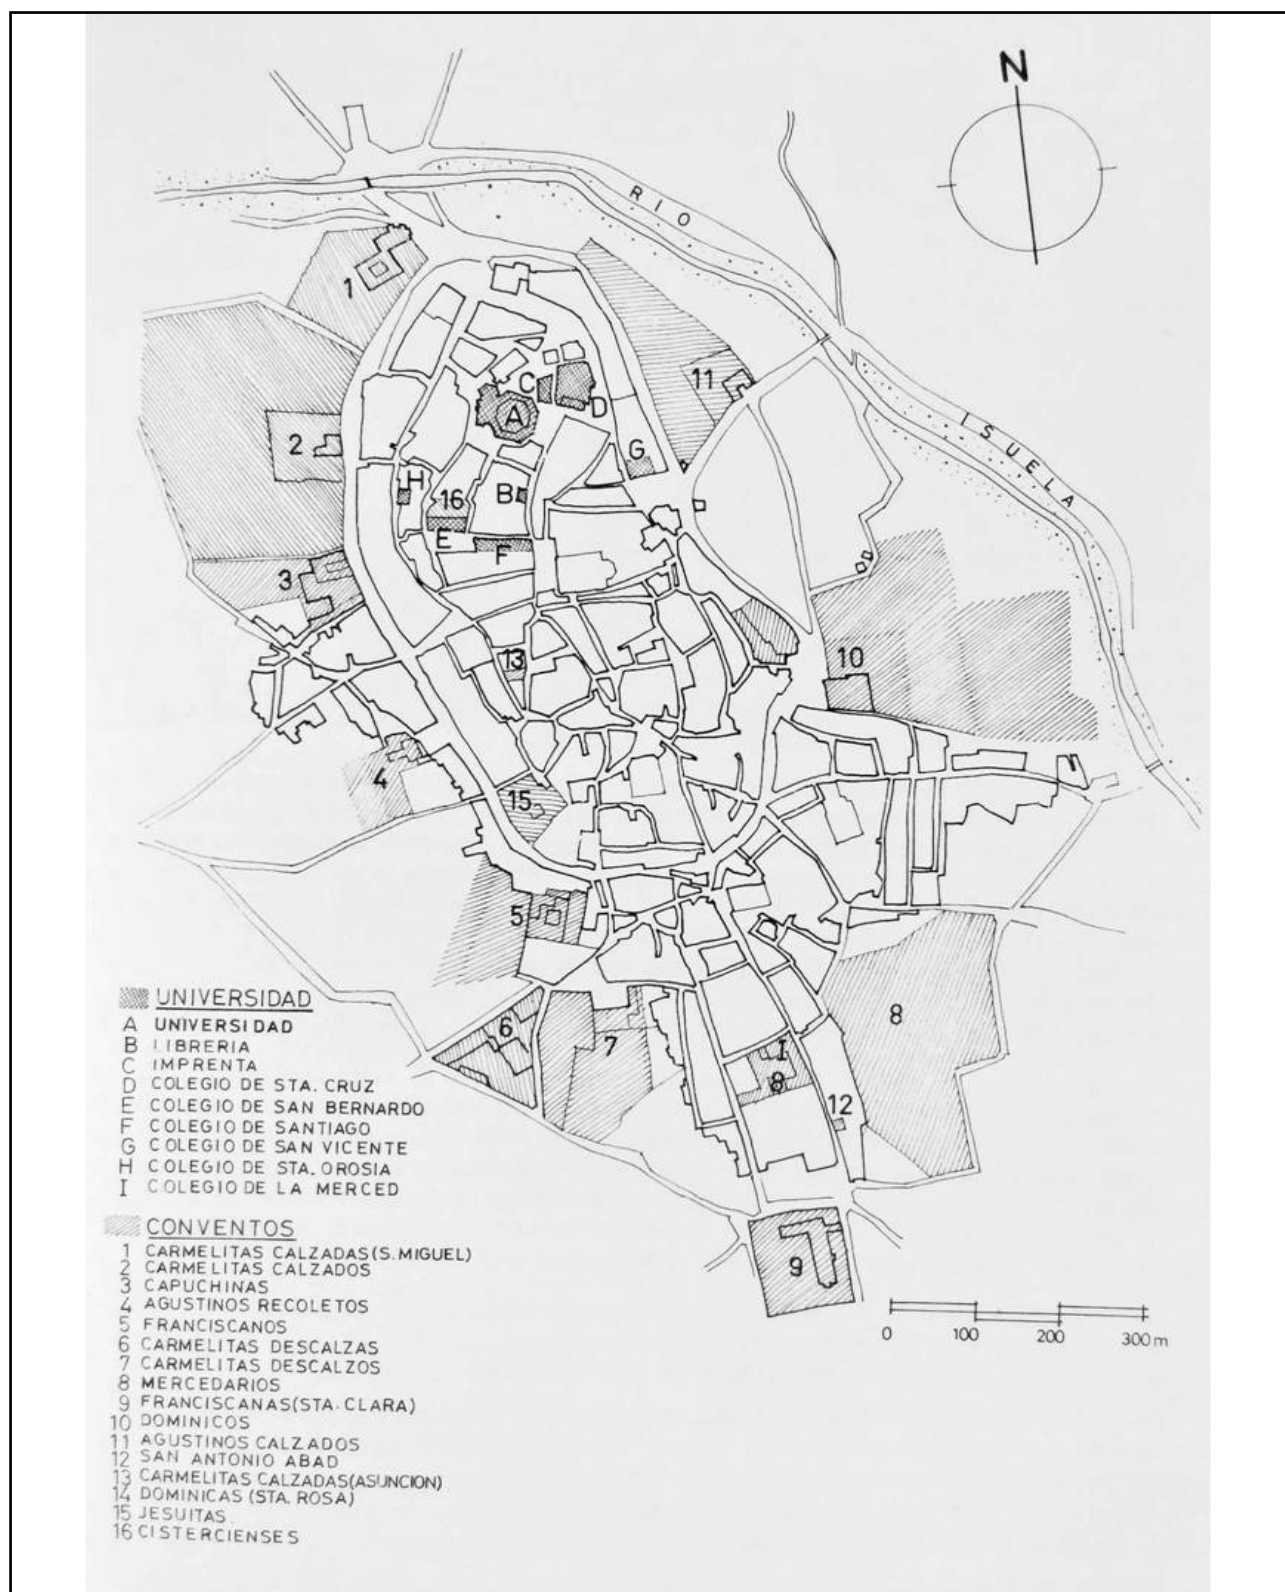 N
RIO
ISUELA
1
11
C
A
D
2
G
H
16
B
E
F
3
13
10
4
15
5
8
6
7
I
8
12
9
UNIVERSIDAD
A UNIVERSIDAD
B LIBRERIA
C IMPRENTA
D COLEGIO DE STA. CRUZ
E COLEGIO DE SAN BERNARDO
F COLEGIO DE SANTIAGO
G COLEGIO DE SAN VICENTE
H COLEGIO DE STA. OROSIA
I COLEGIO DE LA MERCED
CONVENTOS
1 CARMELITAS CALZADAS (S. MIGUEL)
2 CARMELITAS CALZADOS
3 CAPUCHINAS
4 AGUSTINOS RECOLETOS
5 FRANCISCANOS
6 CARMELITAS DESCALZAS
7 CARMELITAS DESCALZOS
8 MERCEDARIOS
9 FRANCISCANAS (STA. CLARA)
10 DOMINICOS
11 AGUSTINOS CALZADOS
12 SAN ANTONIO ABAD
13 CARMELITAS CALZADAS (ASUNCION)
14 DOMINICAS (STA. ROSA)
15 JESUITAS
16 CISTERCIENSES
0 100 200 300 m